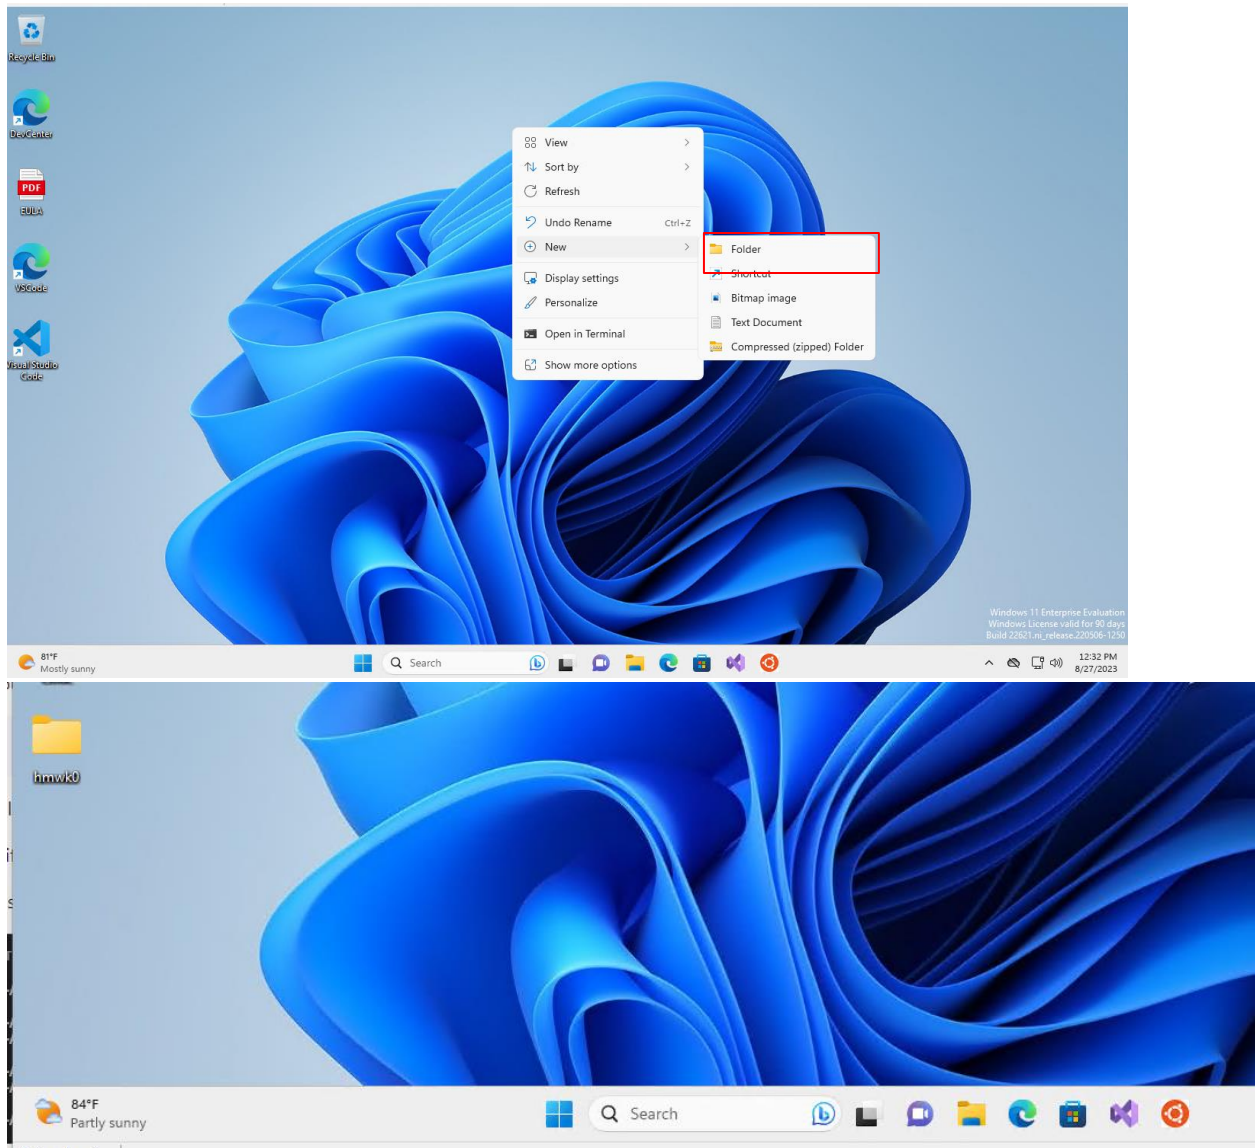 Recycle Bin
DevCenter
PDF
EULA
VSCode
Visual Studio
Code
View
Sort by
Refresh
Undo Rename Ctrl+Z
New
Display settings
Personalize
Open in Terminal
Show more options
Folder
Shortcut
Bitmap image
Text Document
Compressed (zipped) Folder
Windows 11 Enterprise Evaluation
Windows License valid for 90 days
Build 22621.ni_release.220506-1250
81°F
Mostly sunny
Search
12:32 PM
8/27/2023
hmwk0
84°F
Partly sunny
Search